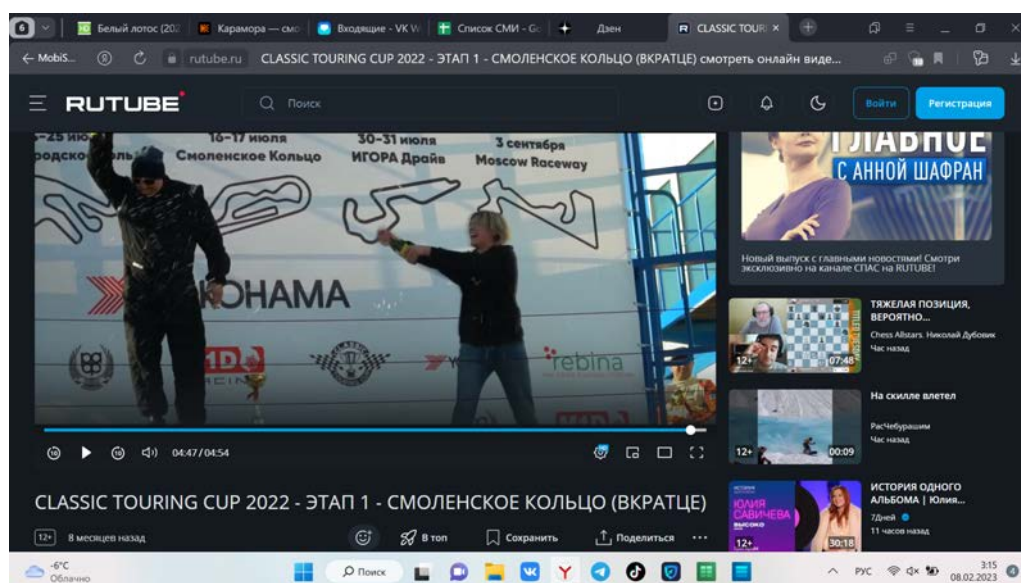 6
Белый лотос (202
Карамора — смо
Входящие - VK W
Список СМИ - Go
Дзен
CLASSIC TOURI
MobiS...
rutube.ru
CLASSIC TOURING CUP 2022 - ЭТАП 1 - СМОЛЕНСКОЕ КОЛЬЦО (ВКРАТЦЕ) смотреть онлайн виде...
RUTUBE
Поиск
Войти
Регистрация
16-17 июля
30-31 июля
3 сентября
Смоленское Кольцо
ИГОРА Драйв
Moscow Raceway
KOHAMA
rebina
04:47 / 04:54
CLASSIC TOURING CUP 2022 - ЭТАП 1 - СМОЛЕНСКОЕ КОЛЬЦО (ВКРАТЦЕ)
12+
8 месяцев назад
В топ
Сохранить
Поделиться
ГЛАВНОЕ
С АННОЙ ШАФРАН
Новый выпуск с главными новостями! Смотри
эксклюзивно на канале СПАС на RUTUBE!
12+
07:48
ТЯЖЕЛАЯ ПОЗИЦИЯ,
ВЕРОЯТНО...
Chess Allstars. Николай Дубовик
Час назад
12+
00:09
На скилле влетел
РасЧебурашим
Час назад
ЮЛИЯ
САВИЧЕВА
ВЫСОКО
12+
30:18
ИСТОРИЯ ОДНОГО
АЛЬБОМА | Юлия...
7Дней
11 часов назад
-6°C
Облачно
Поиск
РУС
3:15
08.02.2023
4